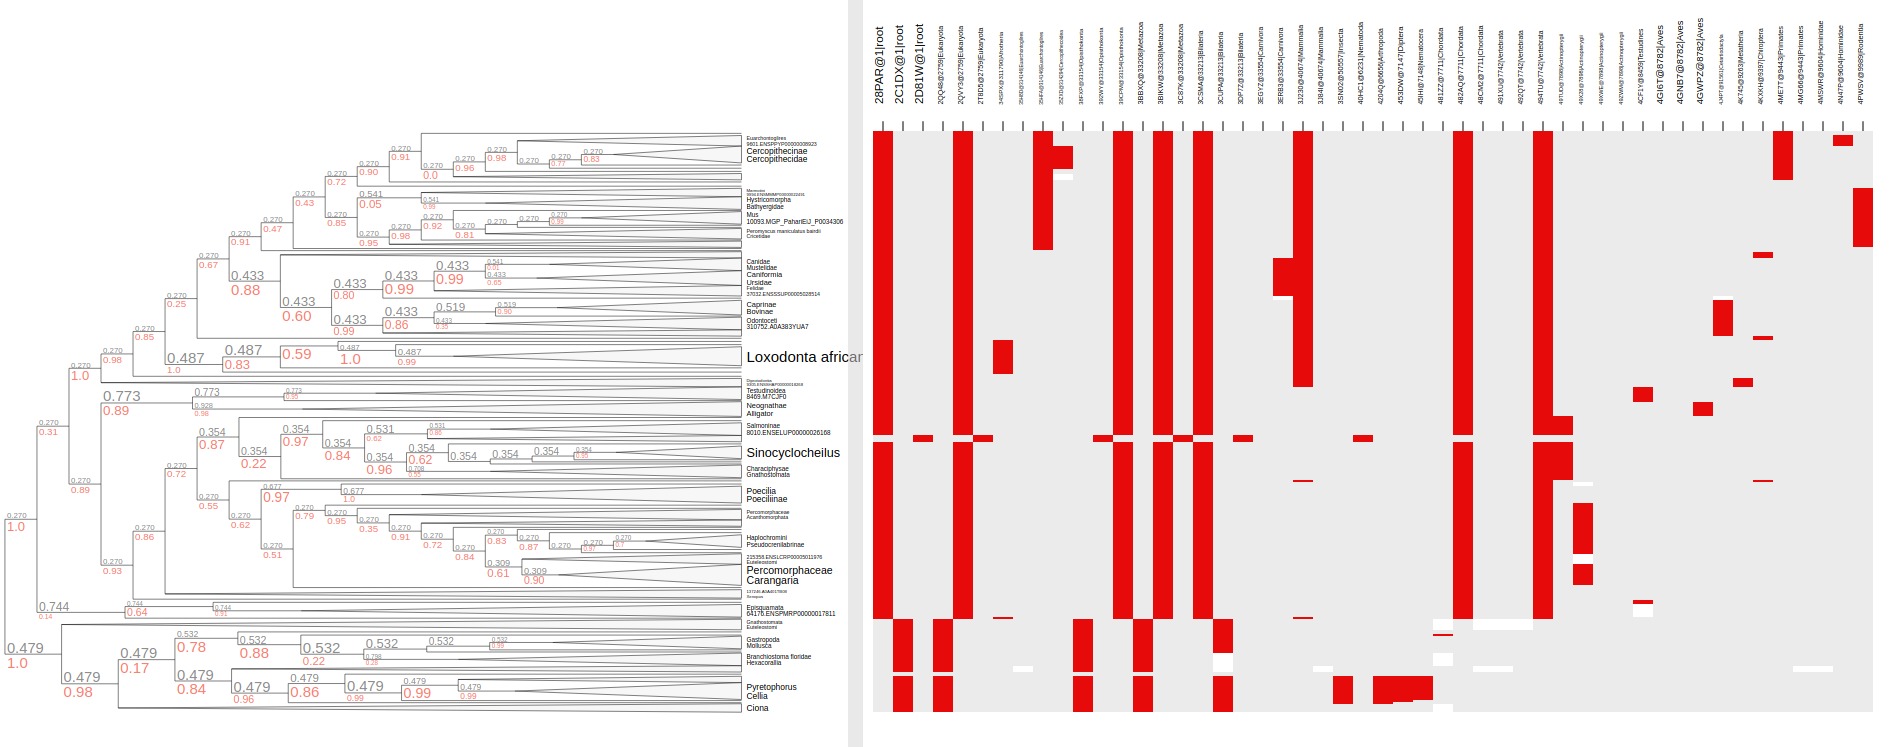 28PAR@1|root
2C1DX@1|root
2D81W@1|root
2QQ48@2759|Eukaryota
2QVY3@2759|Eukaryota
2T8D5@2759|Eukaryota
39CPM@33154|Opisthokonta
3BBXQ@33208|Metazoa
3BIKW@33208|Metazoa
3C87K@33208|Metazoa
3CSMA@33213|Bilateria
3CUPA@33213|Bilateria
3DP7Z@33213|Bilateria
3EGYZ@33554|Carnivora
3ER83@33554|Carnivora
3J230@40674|Mammalia
3J84I@40674|Mammalia
3SN02@50557|Insecta
40HC1@6231|Nematoda
4204Q@6656|Arthropoda
453DW@7147|Diptera
45IHI@7148|Nematocera
481ZZ@7711|Chordata
482AQ@7711|Chordata
48CM2@7711|Chordata
491XU@7742|Vertebrata
492QT@7742|Vertebrata
494TU@7742|Vertebrata
4CF1Y@8459|Testudines
4GI6T@8782|Aves
4GNB7@8782|Aves
4GWPZ@8782|Aves
4K745@9263|Metatheria
4KXKH@9397|Chiroptera
4METT@9443|Primates
4MG66@9443|Primates
4MSWR@9604|Hominidae
4N47P@9604|Hominidae
4PWSY@9989|Rodentia
Euarchontoglires
9601.ENSPPYP00000008923
Cercopithecinae
Cercopithecidae
Hystricomorpha
Bathyergidae
Mus
10093.MGP_PahariEiJ_P0034306
Peromyscus maniculatus bairdii
Cricetidae
Canidae
Mustelidae
Caniformia
Ursidae
Felidae
37032.ENSSSUP00005028514
Caprinae
Bovinae
Odontoceti
310752.A0A383YUA7
Loxodonta african
Testudinoidea
8469.M7CJF0
Neognathae
Alligator
Salmoninae
8010.ENSELUP00000026168
Sinocyclocheilus
Characiphysae
Gnathostomata
Poecilia
Poeciliinae
Percomorphaceae
Acanthomorphata
Haplochromini
Pseudocrenilabrinae
215358.ENSLCRP00005011976
Euteleostomi
Percomorphaceae
Carangaria
Episquamata
64176.ENSPMRP00000017811
Gnathostomata
Euteleostomi
Gastropoda
Mollusca
Branchiostoma floridae
Hexacorallia
Pyretophorus
Cellia
Ciona
0.270
0.91
0.270
0.90
0.270
0.72
0.270
0.0
0.270
0.96
0.270
0.98
0.270
0.270
0.77
0.270
0.83
0.541
0.05
0.270
0.43
0.270
0.85
0.270
0.95
0.270
0.98
0.270
0.92
0.270
0.81
0.270
0.47
0.270
0.91
0.270
0.67
0.433
0.88
0.433
0.60
0.433
0.80
0.433
0.99
0.433
0.99
0.433
0.99
0.433
0.86
0.519
0.270
0.25
0.270
0.85
0.270
0.98
0.270
1.0
0.487
1.0
0.487
0.83
0.59
0.487
1.0
0.487
0.99
0.773
0.89
0.773
0.270
0.31
0.354
0.87
0.354
0.22
0.354
0.97
0.354
0.84
0.531
0.62
0.354
0.96
0.354
0.62
0.354
0.354
0.354
0.270
0.72
0.270
0.89
0.270
0.55
0.270
0.62
0.677
0.97
0.677
1.0
0.270
0.79
0.270
0.95
0.270
0.35
0.270
0.91
0.270
0.72
0.270
0.84
0.270
0.83
0.270
0.87
0.270
0.270
0.270
0.51
0.309
0.61
0.309
0.90
0.270
0.86
0.270
0.93
0.270
1.0
0.744
0.14
0.744
0.64
0.744
0.91
0.479
1.0
0.479
0.98
0.479
0.17
0.532
0.78
0.532
0.88
0.532
0.22
0.532
0.532
0.479
0.84
0.479
0.96
0.479
0.86
0.479
0.99
0.479
0.99
0.479
0.99